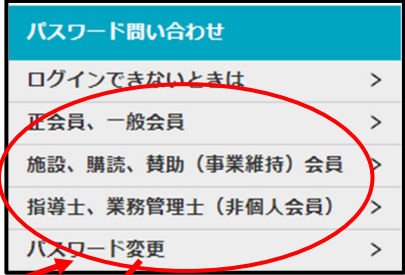 パスワード問い合わせ
ログインできないときは >
正会員、一般会員 >
施設、購読、賛助（事業維持）会員 >
指導士、業務管理士（非個人会員） >
パスワード変更 >